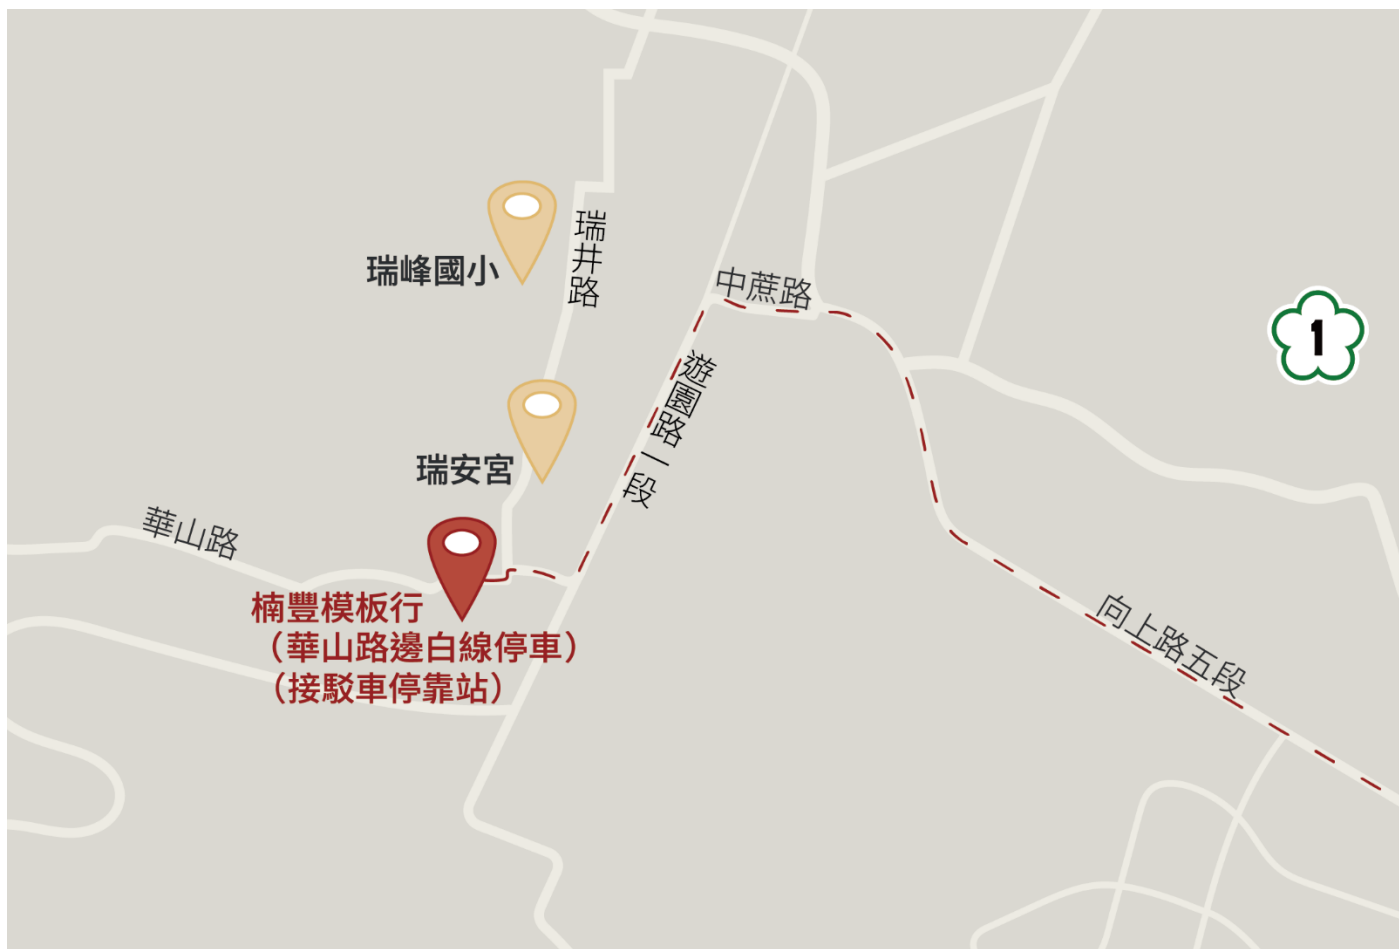 瑞井路
瑞峰國小
中蔗路
1
遊園路一段
瑞安宮
華山路
楠豐模板行
（華山路邊白線停車）
（接駁車停靠站）
向上路五段